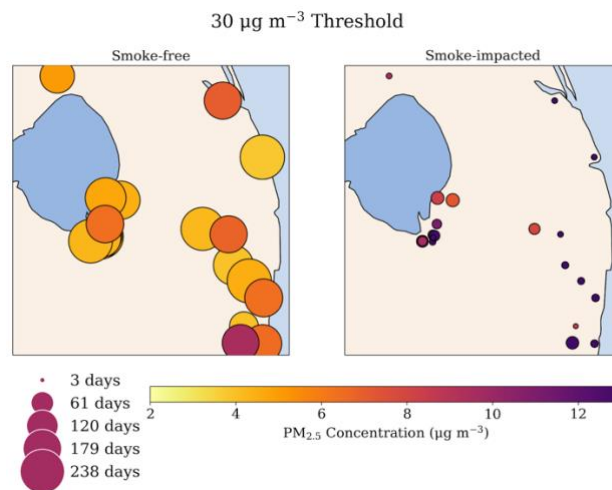 30 μg m⁻³ Threshold
Smoke-free
Smoke-impacted
3 days
61 days
120 days
179 days
238 days
2 4 6 8 10 12
PM₂.₅ Concentration (μg m⁻³)